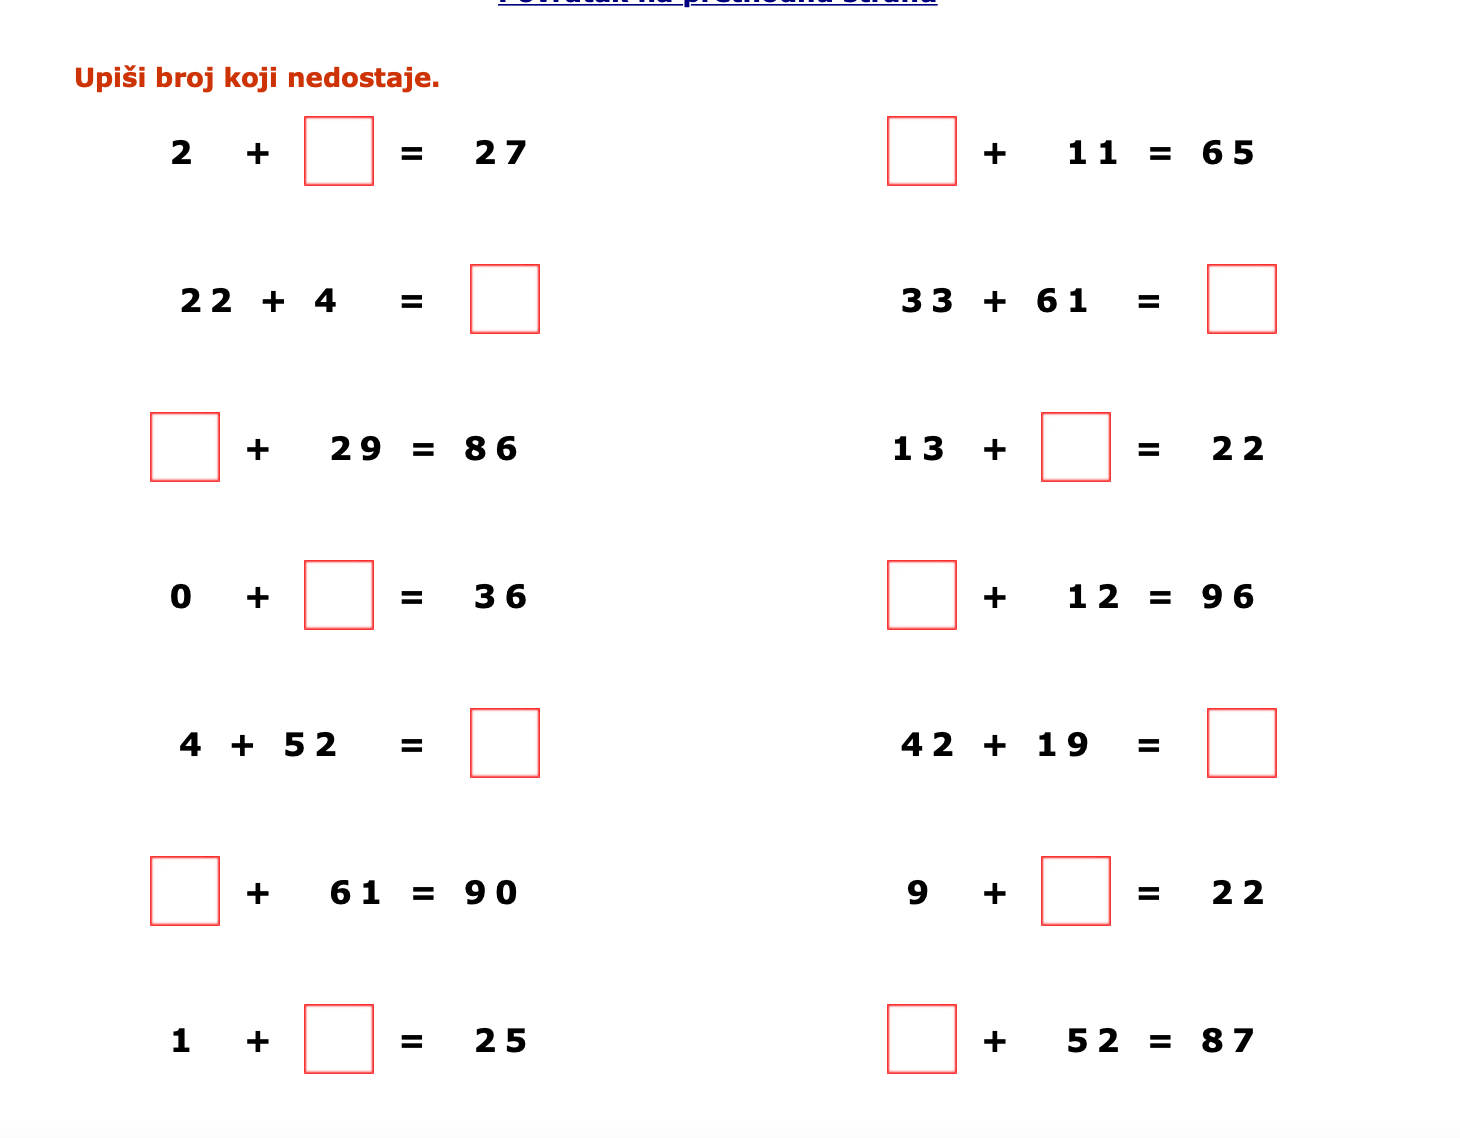 Upiši broj koji nedostaje.
2 + = 27 + 11 = 65
22 + 4 = 33 + 61 =
+ 29 = 86 13 + = 22
0 + = 36 + 12 = 96
4 + 52 = 42 + 19 =
+ 61 = 90 9 + = 22
1 + = 25 + 52 = 87